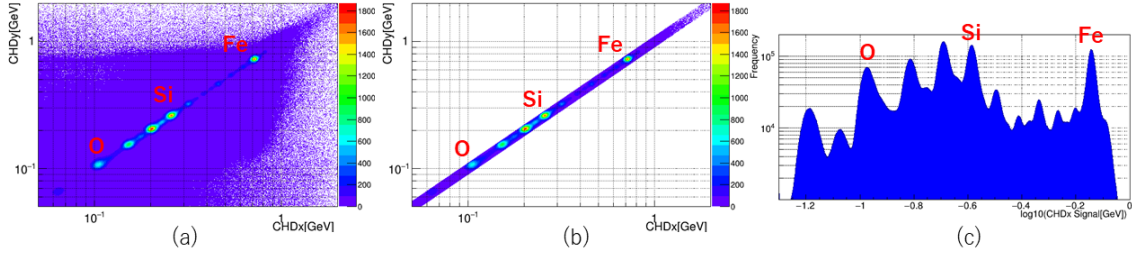 CHDy[GeV]
1
10⁻¹
O
Si
Fe
10⁻¹
1
CHDx[GeV]
1800
1600
1400
1200
1000
800
600
400
200
0
(a)
CHDy[GeV]
1
10⁻¹
O
Si
Fe
10⁻¹
1
CHDx[GeV]
1800
1600
1400
1200
1000
800
600
400
200
0
(b)
Frequency
10⁵
10⁴
O
Si
Fe
−1.2
−1
−0.8
−0.6
−0.4
−0.2
0
log10(CHDx Signal[GeV])
(c)